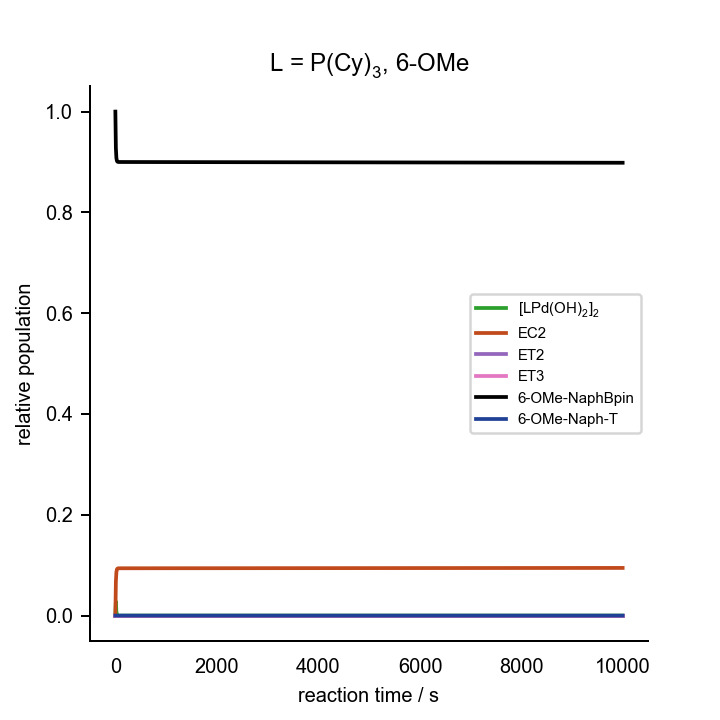 L = P(Cy)₃, 6-OMe
relative population
1.0
0.8
0.6
0.4
0.2
0.0
[LPd(OH)₂]₂
EC2
ET2
ET3
6-OMe-NaphBpin
6-OMe-Naph-T
0 2000 4000 6000 8000 10000
reaction time / s